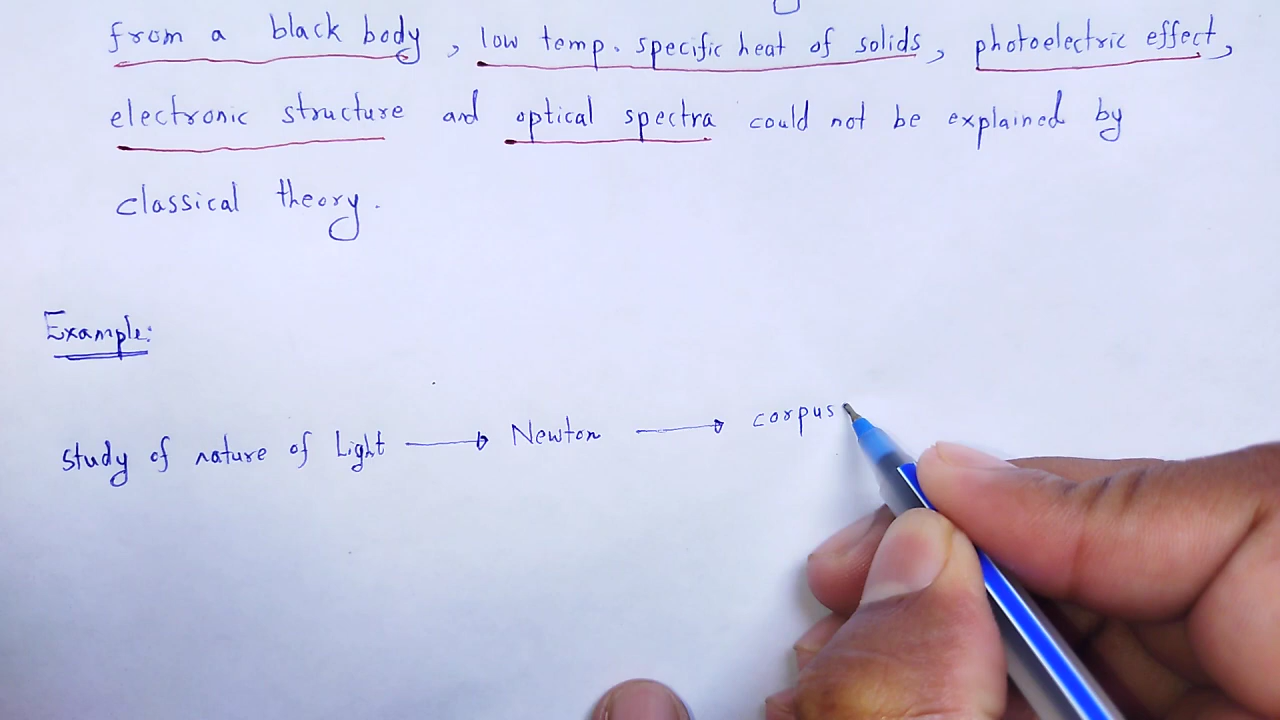 from a black body, low temp. specific heat of solids, photoelectric effect,
electronic structure and optical spectra could not be explained by
classical theory.
Example:
study of nature of Light → Newton → corpus